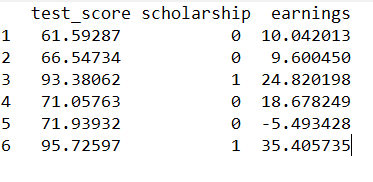 test_score scholarship earnings
1 61.59287 0 10.042013
2 66.54734 0 9.600450
3 93.38062 1 24.820198
4 71.05763 0 18.678249
5 71.93932 0 -5.493428
6 95.72597 1 35.405735